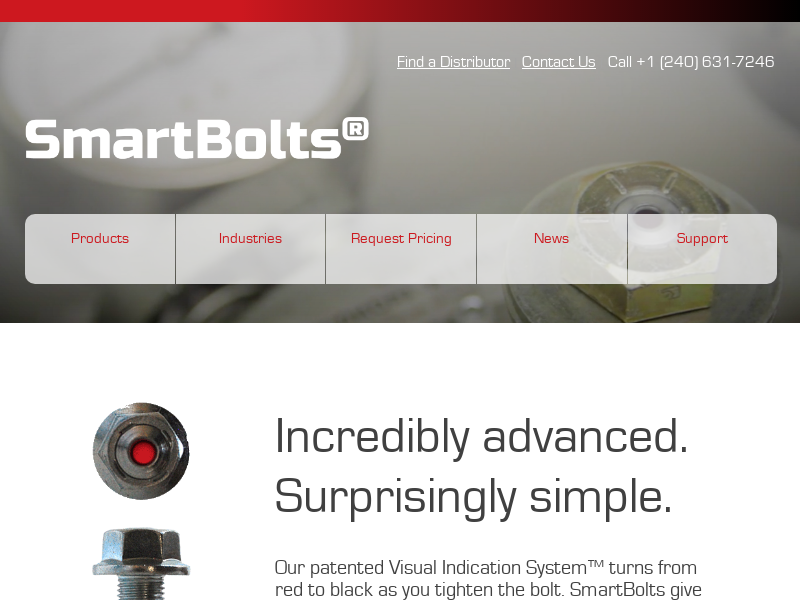 Find a Distributor Contact Us Call +1 (240) 631-7246
SmartBolts®
Products Industries Request Pricing News Support
Incredibly advanced.
Surprisingly simple.
Our patented Visual Indication System™ turns from
red to black as you tighten the bolt. SmartBolts give